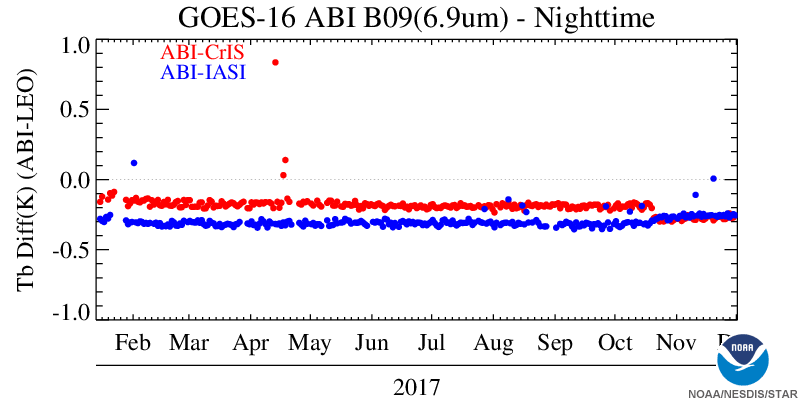 GOES-16 ABI B09(6.9um) - Nighttime
ABI-CrIS
ABI-IASI
Tb Diff(K) (ABI-LEO)
1.0
0.5
0.0
-0.5
-1.0
Feb Mar Apr May Jun Jul Aug Sep Oct Nov
2017
NOAA
NOAA/NESDIS/STAR